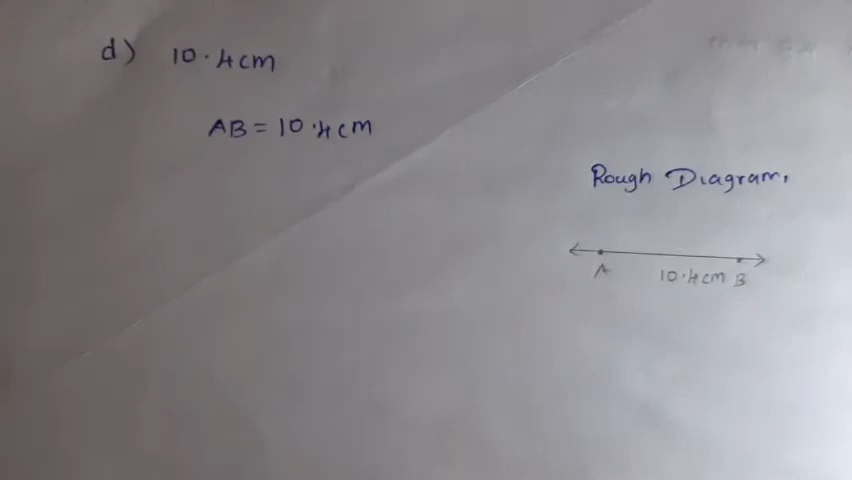 d) 10.4cm
AB = 10.4cm
Rough Diagram.
A 10.4cm B